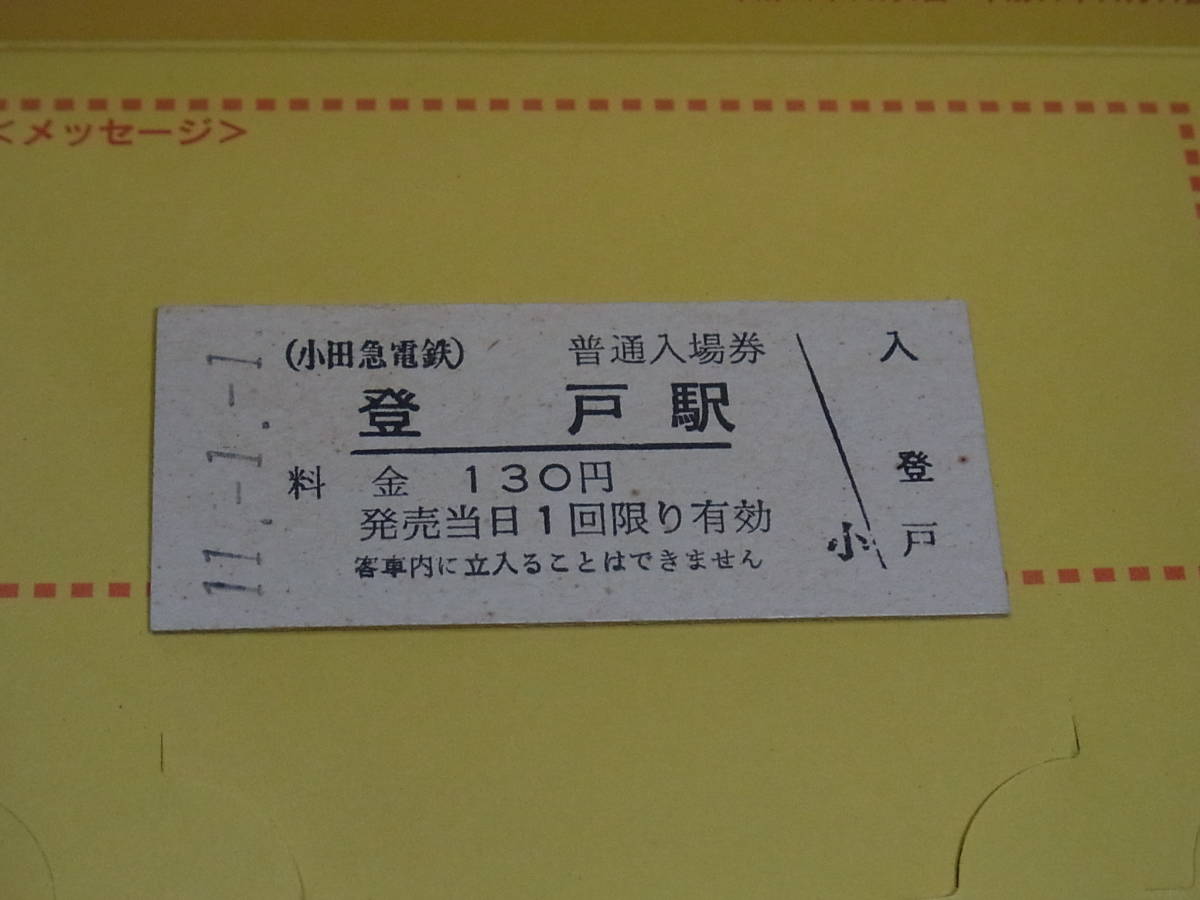 <メッセージ>
11.-1.-1
(小田急電鉄) 普通入場券
登戸駅
料金 130円
発売当日1回限り有効
客車内に立入ることはできません
小
入
登
戸